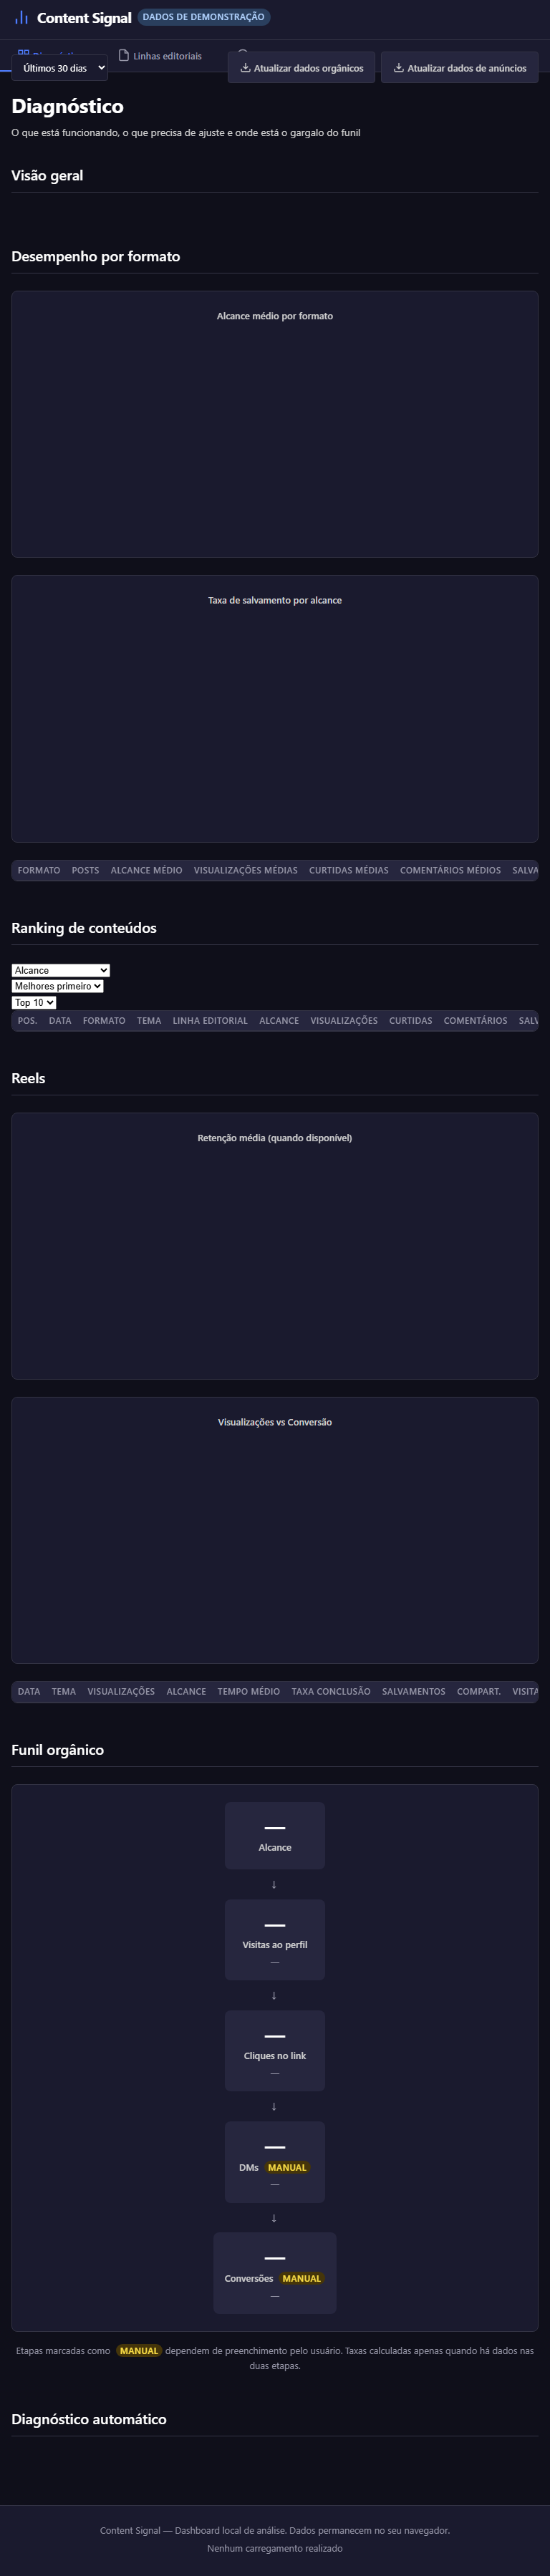 Content Signal DADOS DE DEMONSTRAÇÃO
Linhas editoriais
Últimos 30 dias
Atualizar dados orgânicos
Atualizar dados de anúncios
Diagnóstico
O que está funcionando, o que precisa de ajuste e onde está o gargalo do funil
Visão geral
Desempenho por formato
Alcance médio por formato
Taxa de salvamento por alcance
FORMATO POSTS ALCANCE MÉDIO VISUALIZAÇÕES MÉDIAS CURTIDAS MÉDIAS COMENTÁRIOS MÉDIOS SALVA
Ranking de conteúdos
Alcance
Melhores primeiro
Top 10
POS. DATA FORMATO TEMA LINHA EDITORIAL ALCANCE VISUALIZAÇÕES CURTIDAS COMENTÁRIOS SALV
Reels
Retenção média (quando disponível)
Visualizações vs Conversão
DATA TEMA VISUALIZAÇÕES ALCANCE TEMPO MÉDIO TAXA CONCLUSÃO SALVAMENTOS COMPART. VISITA
Funil orgânico
—
Alcance
↓
—
Visitas ao perfil
—
↓
—
Cliques no link
—
↓
—
DMs MANUAL
—
↓
—
Conversões MANUAL
—
Etapas marcadas como MANUAL dependem de preenchimento pelo usuário. Taxas calculadas apenas quando há dados nas
duas etapas.
Diagnóstico automático
Content Signal — Dashboard local de análise. Dados permanecem no seu navegador.
Nenhum carregamento realizado